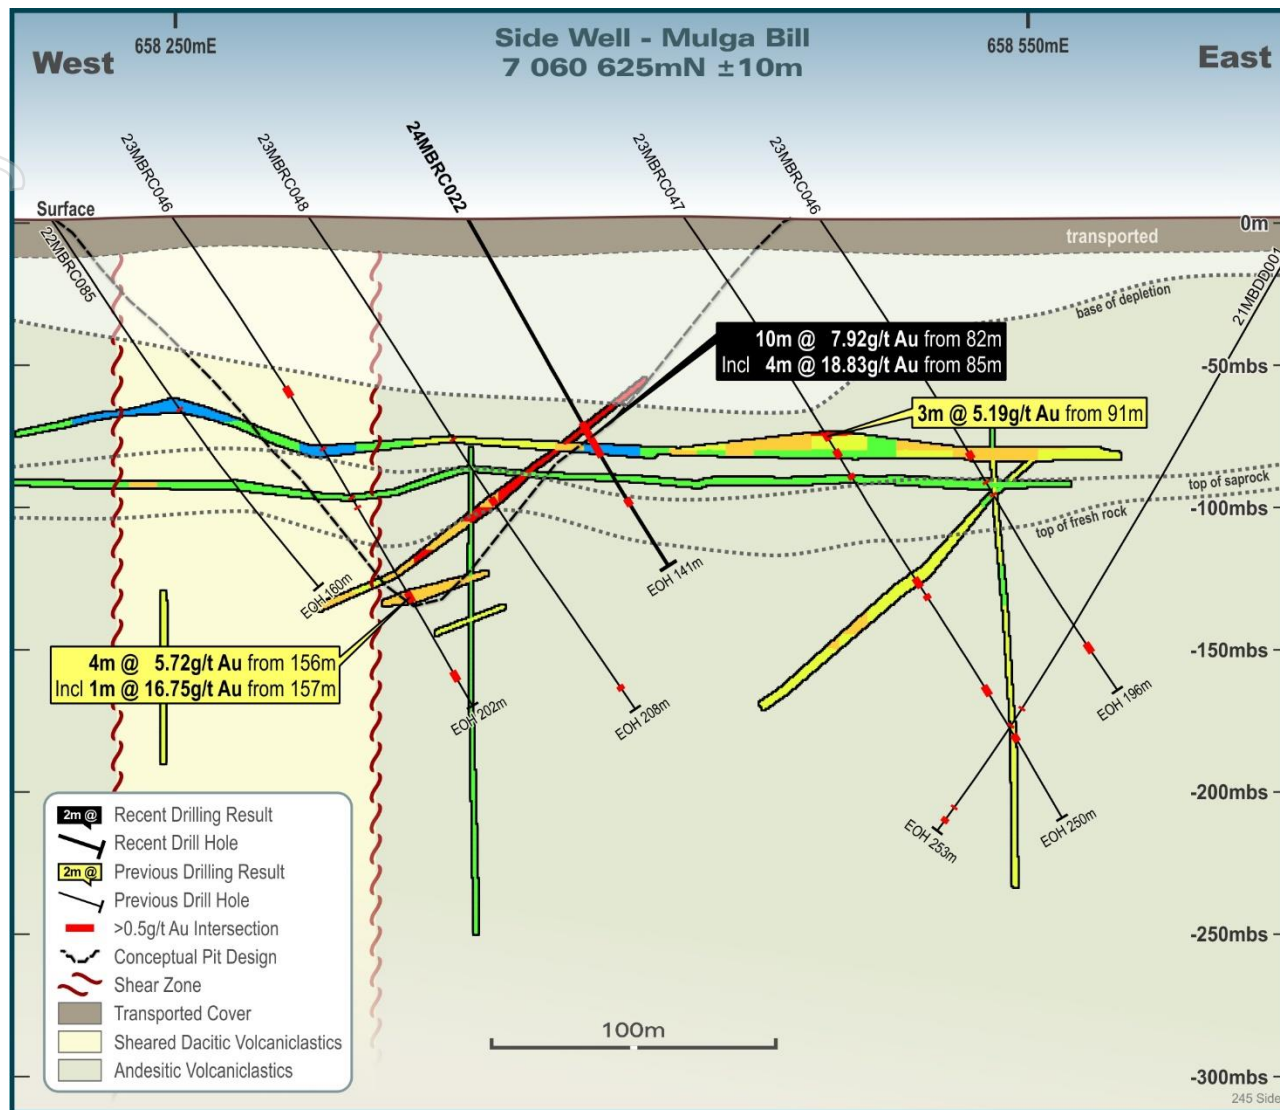 658 250mE
Side Well - Mulga Bill
658 550mE
West
7 060 625mN ±10m
East
23MBRC046
23MBRC048
24MBRC022
23MBRC047
23MBRC046
Surface
22MBRC085
transported
0m
21MBDD001
base of depletion
10m @ 7.92g/t Au from 82m
Incl 4m @ 18.83g/t Au from 85m
-50mbs
3m @ 5.19g/t Au from 91m
top of saprock
-100mbs
top of fresh rock
EOH 160m
EOH 141m
4m @ 5.72g/t Au from 156m
Incl 1m @ 16.75g/t Au from 157m
-150mbs
EOH 202m
EOH 208m
EOH 196m
-200mbs
EOH 253m
EOH 250m
2m @ Recent Drilling Result
Recent Drill Hole
2m @ Previous Drilling Result
Previous Drill Hole
>0.5g/t Au Intersection
Conceptual Pit Design
Shear Zone
Transported Cover
Sheared Dacitic Volcaniclastics
Andesitic Volcaniclastics
-250mbs
100m
-300mbs
245 Side